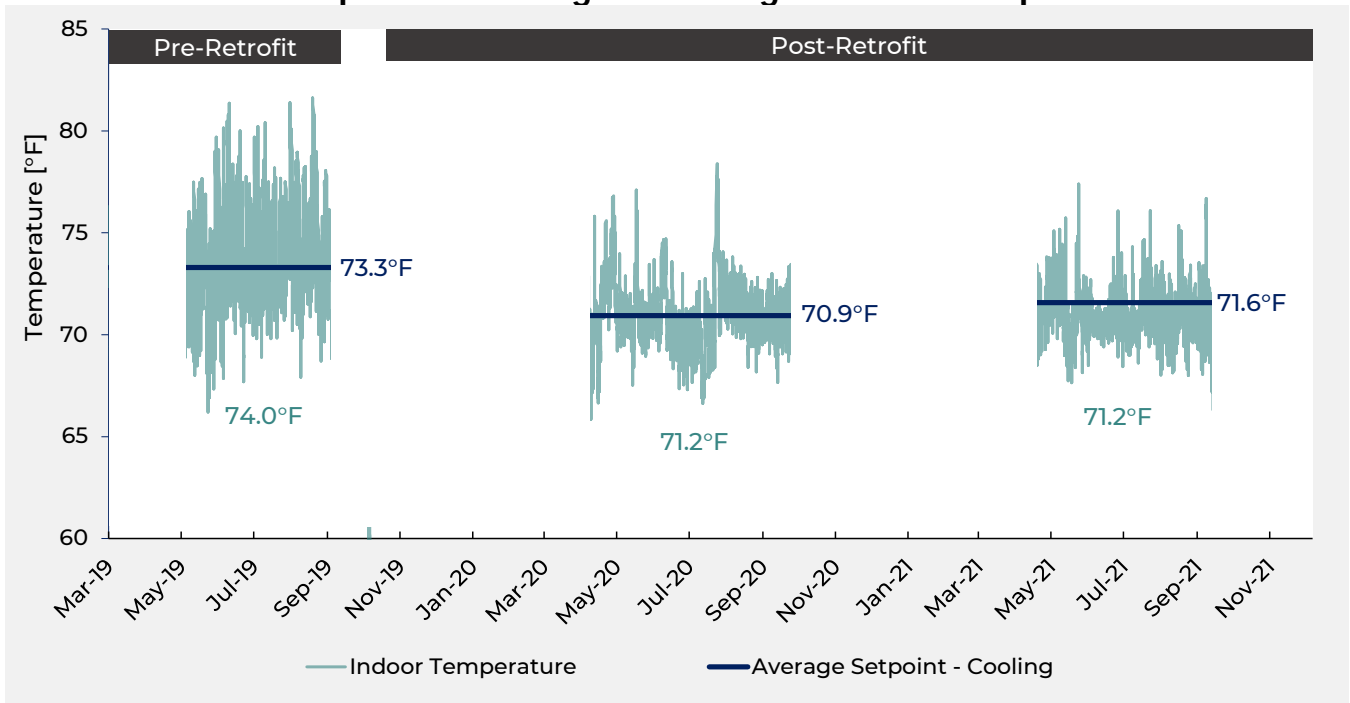 Pre-Retrofit
Post-Retrofit
85
80
75
70
65
60
Temperature [°F]
73.3°F
70.9°F
71.6°F
74.0°F
71.2°F
71.2°F
Mar-19
May-19
Jul-19
Sep-19
Nov-19
Jan-20
Mar-20
May-20
Jul-20
Sep-20
Nov-20
Jan-21
Mar-21
May-21
Jul-21
Sep-21
Nov-21
Indoor Temperature
Average Setpoint - Cooling